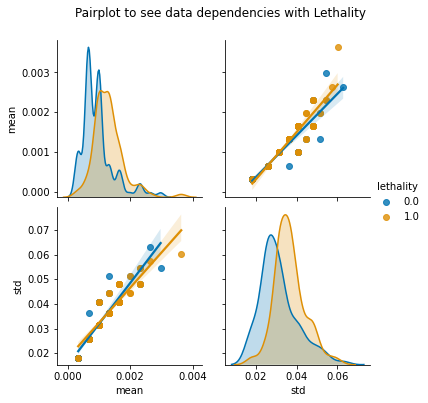 Pairplot to see data dependencies with Lethality
0.003
0.002
0.001
0.000
mean
lethality
0.0
1.0
0.07
0.06
0.05
0.04
0.03
0.02
std
0.000 0.002 0.004
mean
0.02 0.04 0.06
std